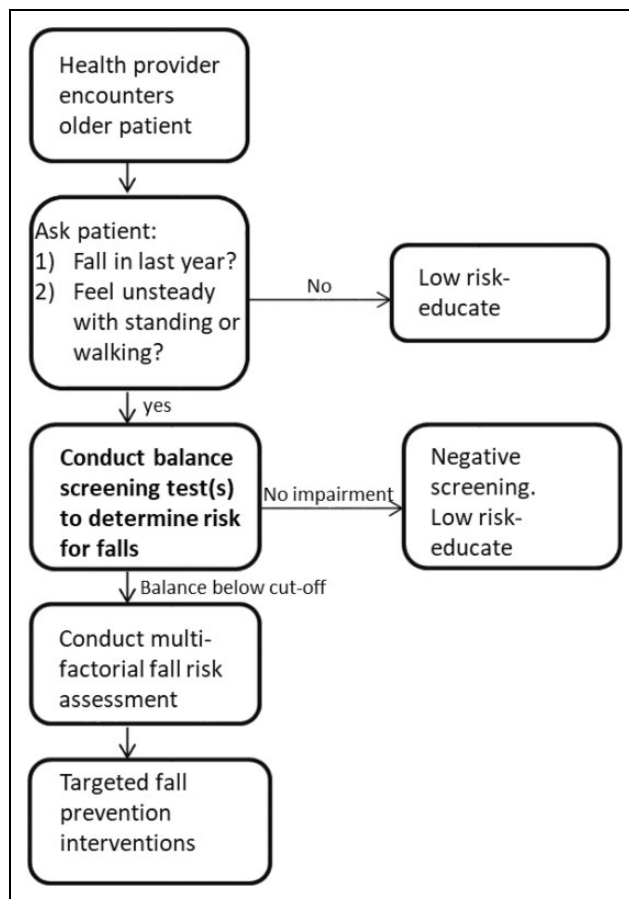 Health provider
encounters
older patient
Ask patient:
1) Fall in last year?
2) Feel unsteady
with standing or
walking?
No
Low risk-
educate
yes
Conduct balance
screening test(s)
to determine risk
for falls
No impairment
Negative
screening.
Low risk-
educate
Balance below cut-off
Conduct multi-
factorial fall risk
assessment
Targeted fall
prevention
interventions